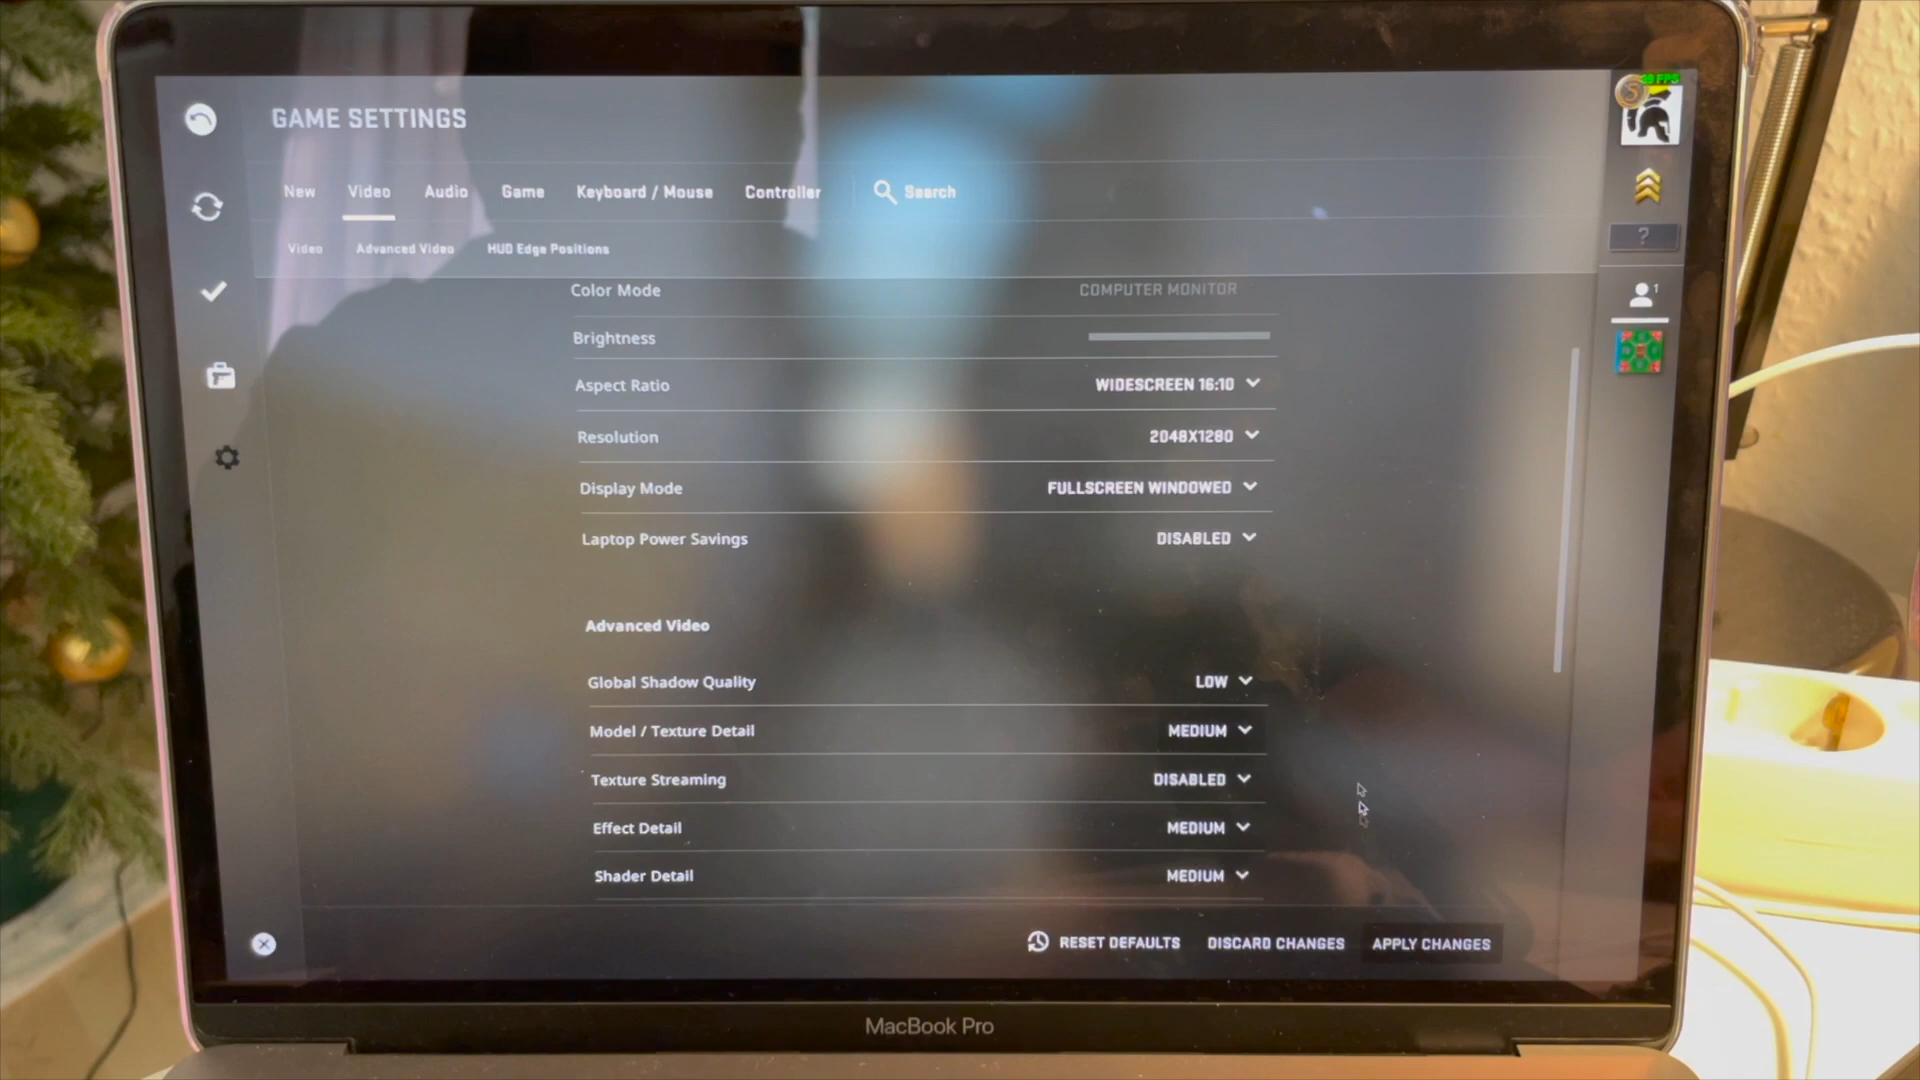 GAME SETTINGS
New Video Audio Game Keyboard / Mouse Controller Search
Video Advanced Video HUD Edge Positions
Color Mode COMPUTER MONITOR
Brightness
Aspect Ratio WIDESCREEN 16:10
Resolution 2048X1280
Display Mode FULLSCREEN WINDOWED
Laptop Power Savings DISABLED
Advanced Video
Global Shadow Quality LOW
Model / Texture Detail MEDIUM
Texture Streaming DISABLED
Effect Detail MEDIUM
Shader Detail MEDIUM
RESET DEFAULTS DISCARD CHANGES APPLY CHANGES
FPS
5
?
1
MacBook Pro